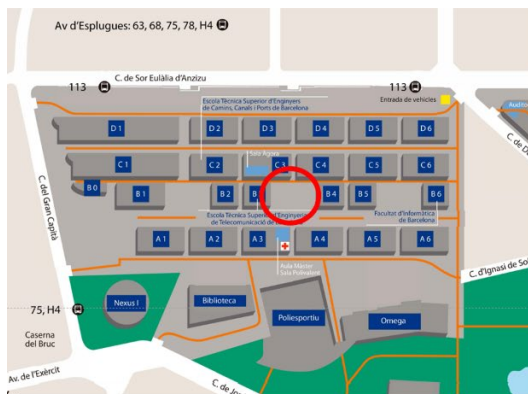 Av d'Esplugues: 63, 68, 75, 78, H4
C. de Sor Eulàlia d'Anzizu
113
113
Entrada de vehicles
Escola Tècnica Superior d'Enginyers
de Camins, Canals i Ports de Barcelona
D1
D2
D3
D4
D5
D6
Sala Àgora
C1
C2
C3
C4
C5
C6
B0
B1
B2
B4
B5
B6
Escola Tècnica Superior d'Enginyers
de Telecomunicació de
Facultat d'Informàtica
de Barcelona
A1
A2
A3
A4
A5
A6
Aula Màster
Sala Polivalent
C. del Gran Capità
C. d'Ignasi de
Nexus I
Biblioteca
Poliesportiu
Omega
75, H4
Caserna
del Bruc
Av. de l'Exèrcit
C. de